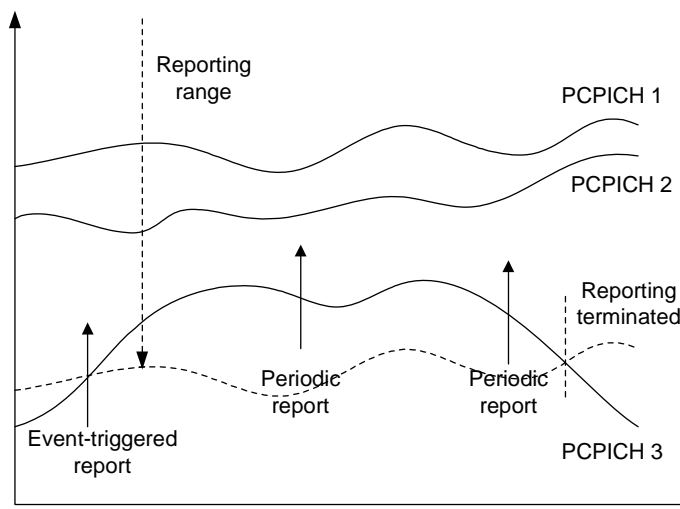 Reporting
range
PCPICH 1
PCPICH 2
Reporting
terminated
Periodic
report
Periodic
report
Event-triggered
report
PCPICH 3